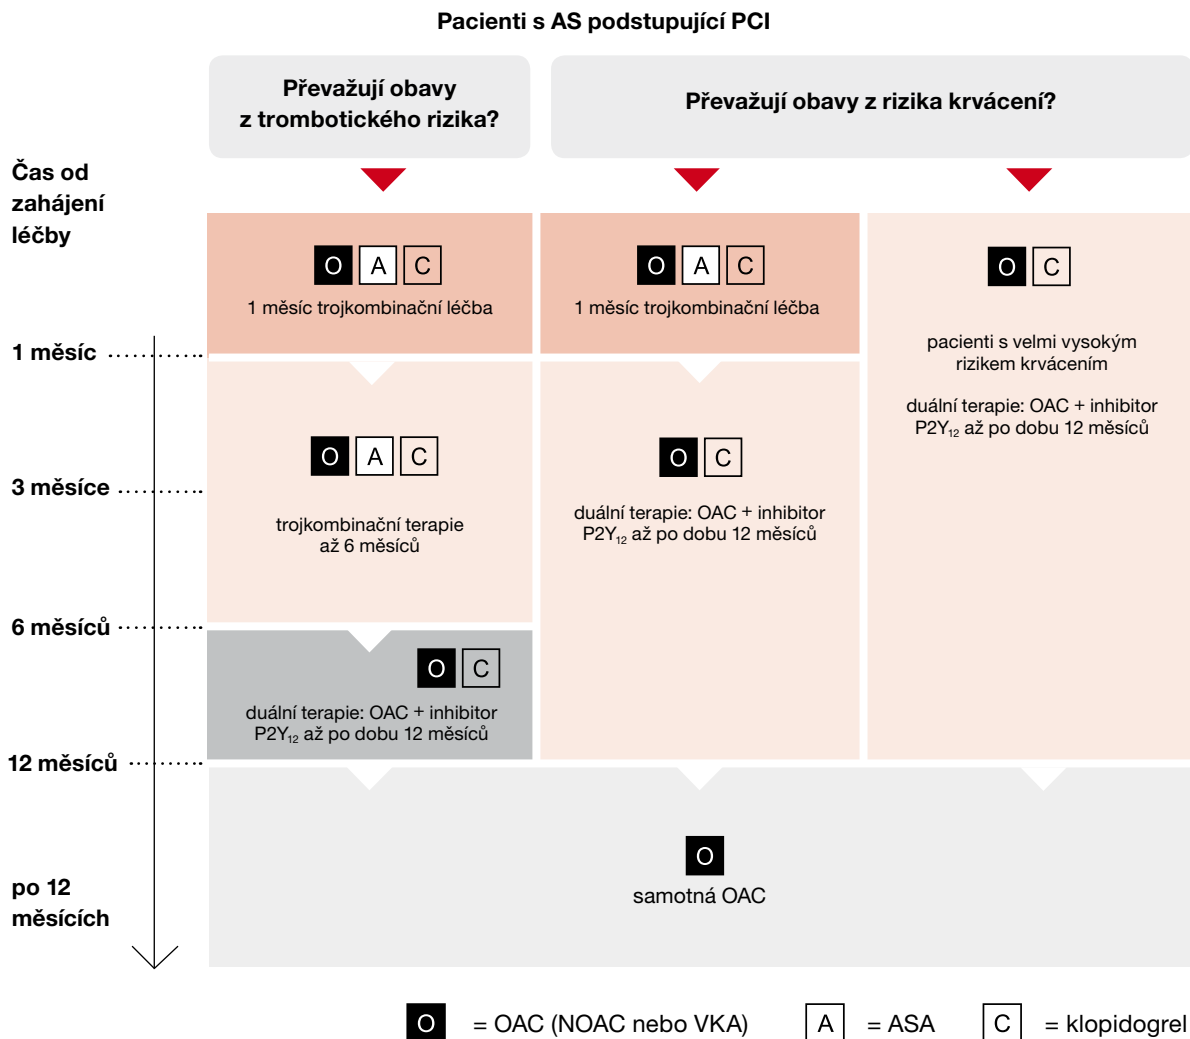 Pacienti s AS podstupující PCI
Převažují obavy
z trombotického rizika?
Převažují obavy z rizika krvácení?
Čas od
zahájení
léčby
O A C
1 měsíc trojkombinační léčba
O A C
1 měsíc trojkombinační léčba
O C
pacienti s velmi vysokým
rizikem krvácením
duální terapie: OAC + inhibitor
P2Y₁₂ až po dobu 12 měsíců
1 měsíc
O A C
trojkombinační terapie
až 6 měsíců
O C
duální terapie: OAC + inhibitor
P2Y₁₂ až po dobu 12 měsíců
3 měsíce
6 měsíců
O C
duální terapie: OAC + inhibitor
P2Y₁₂ až po dobu 12 měsíců
12 měsíců
O
samotná OAC
po 12
měsících
O = OAC (NOAC nebo VKA) A = ASA C = klopidogrel